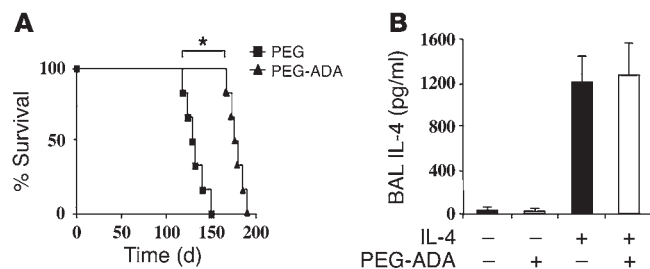 A
*
PEG
PEG-ADA
% Survival
100
50
0
0 50 100 150 200
Time (d)
B
BAL IL-4 (pg/ml)
1600
1200
800
400
0
IL-4 – – + +
PEG-ADA – + – +